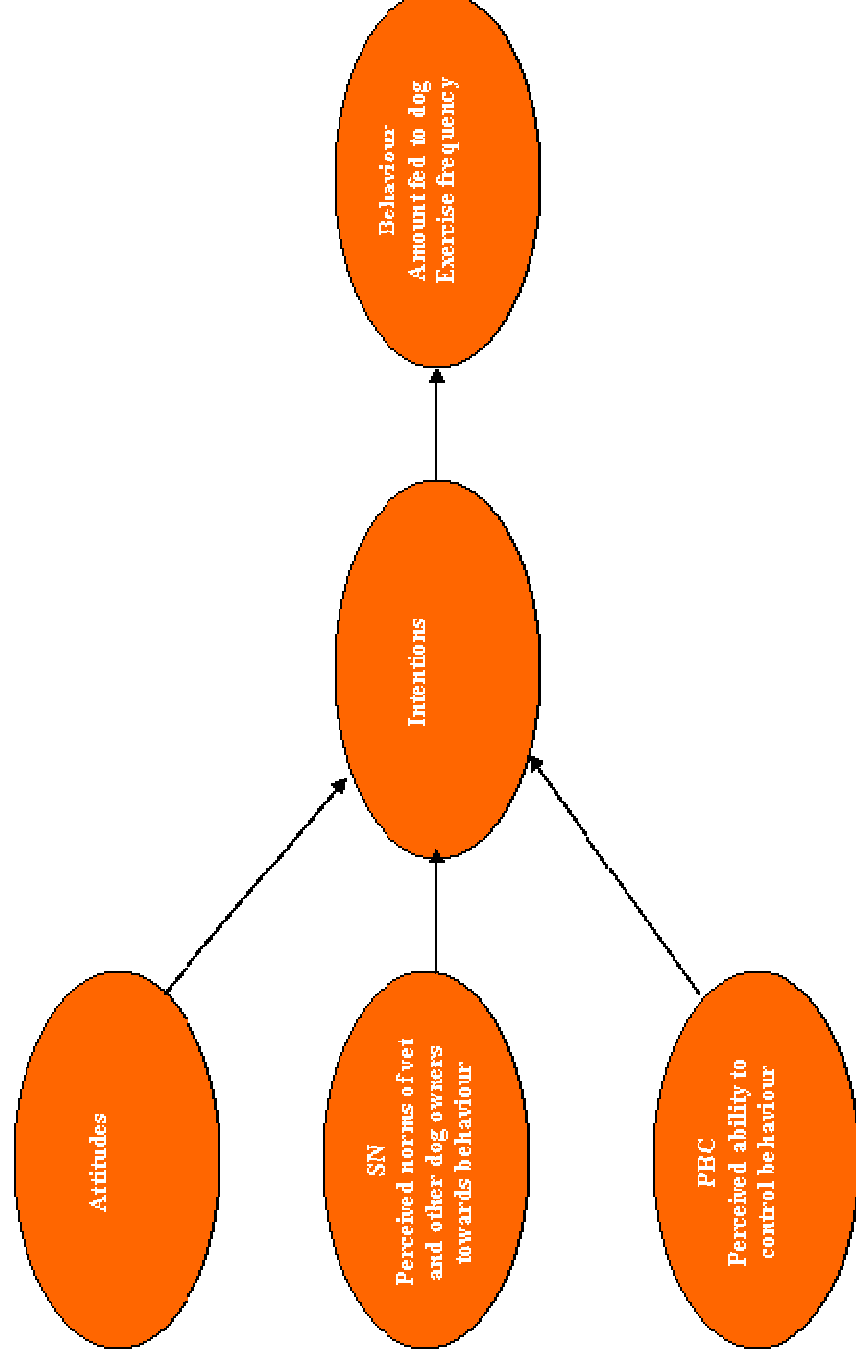 Attitudes
SN
Perceived norms of vet
and other dog owners
towards behaviour
PBC
Perceived ability to
control behaviour
Intentions
Behaviour
Amount fed to dog
Exercise frequency